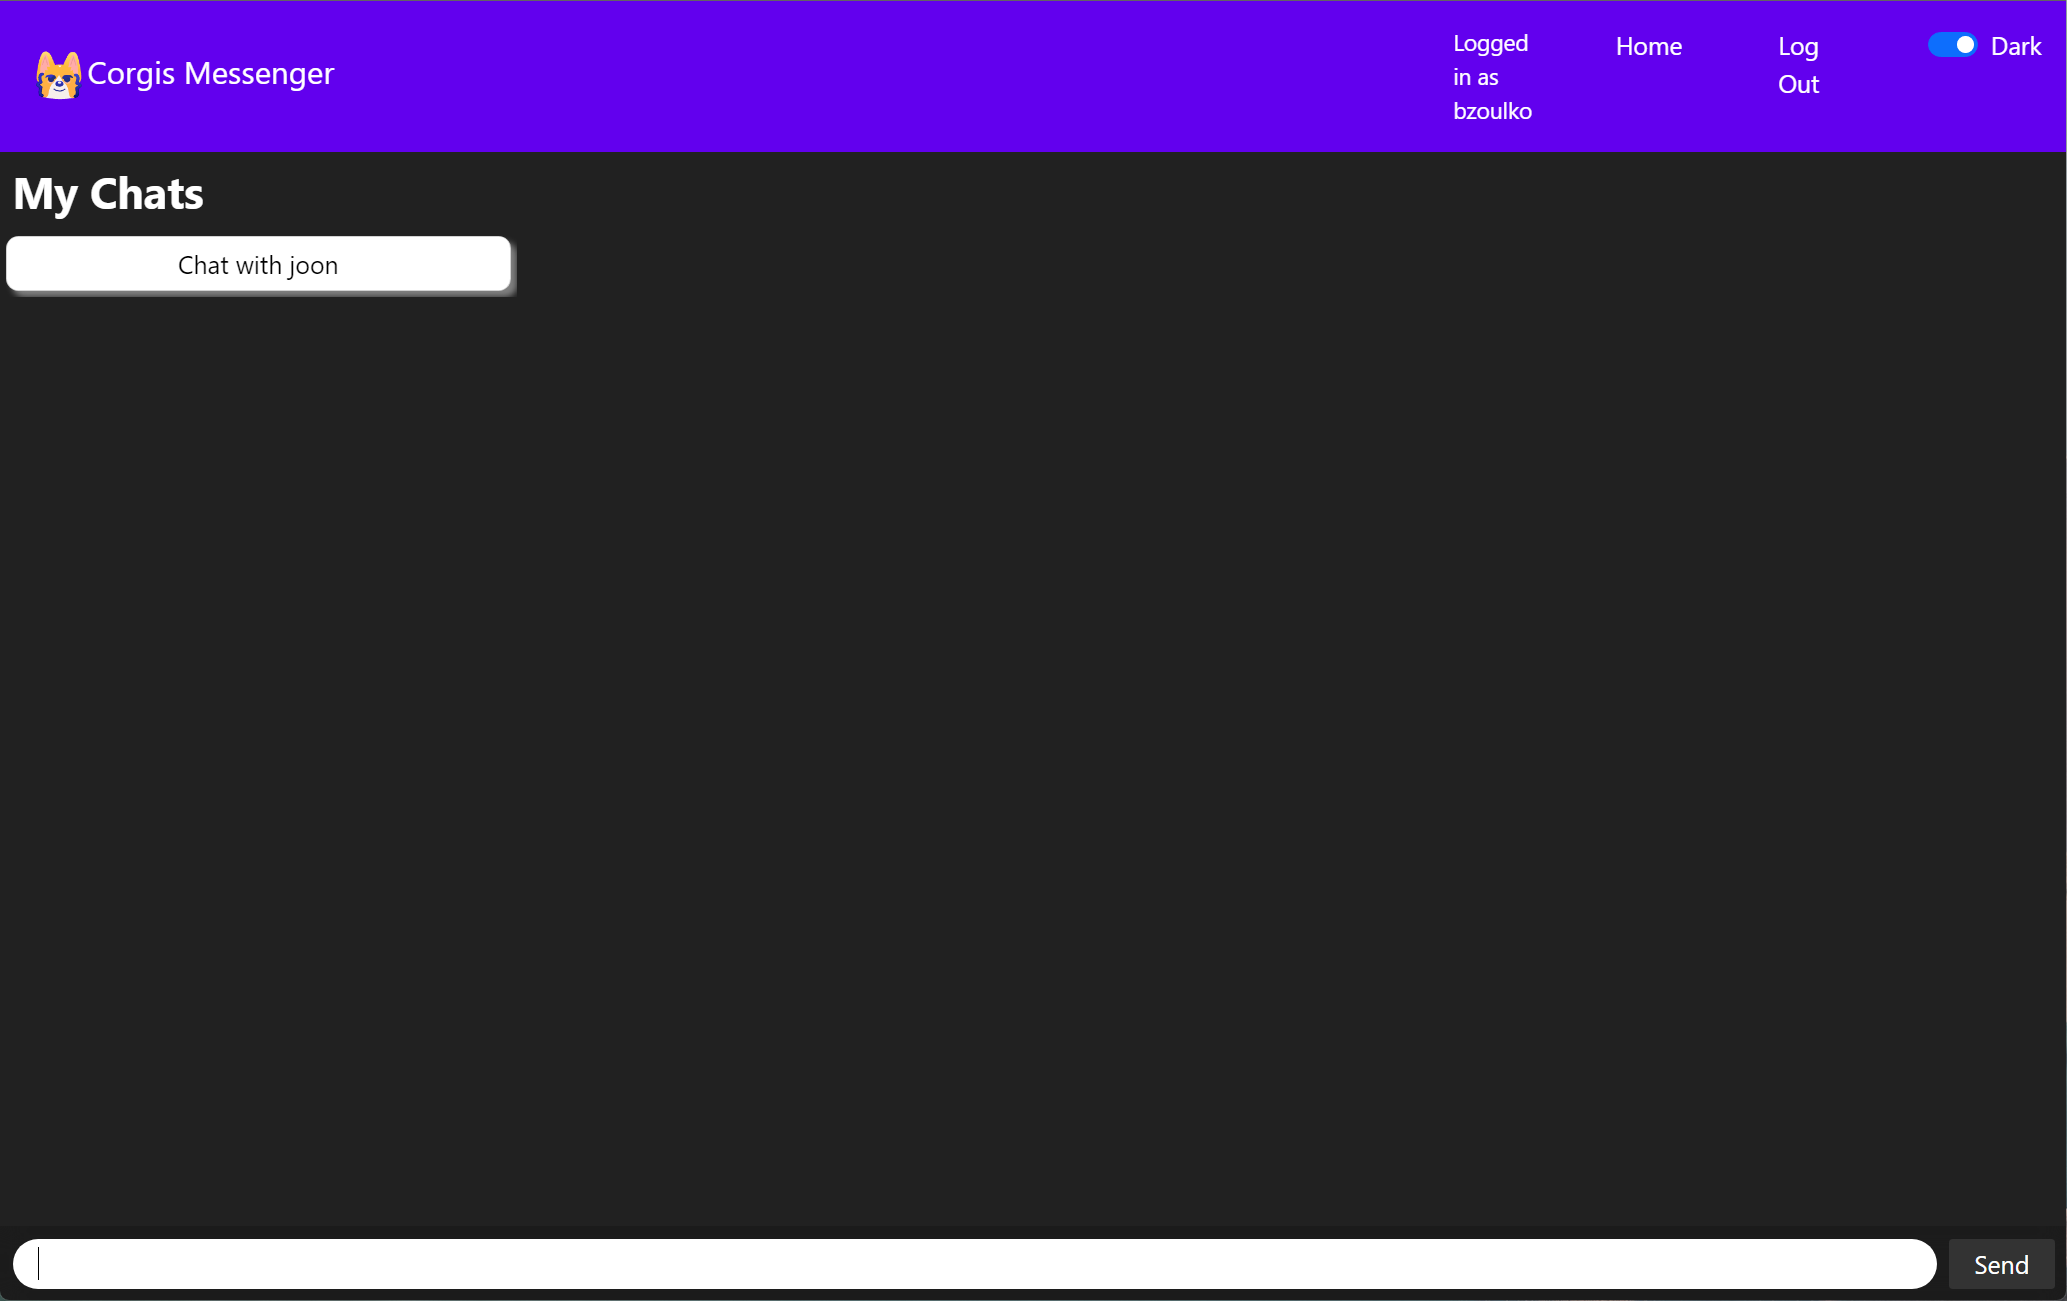 Corgis Messenger
Logged
in as
bzoulko
Home
Log
Out
Dark
My Chats
Chat with joon
Send